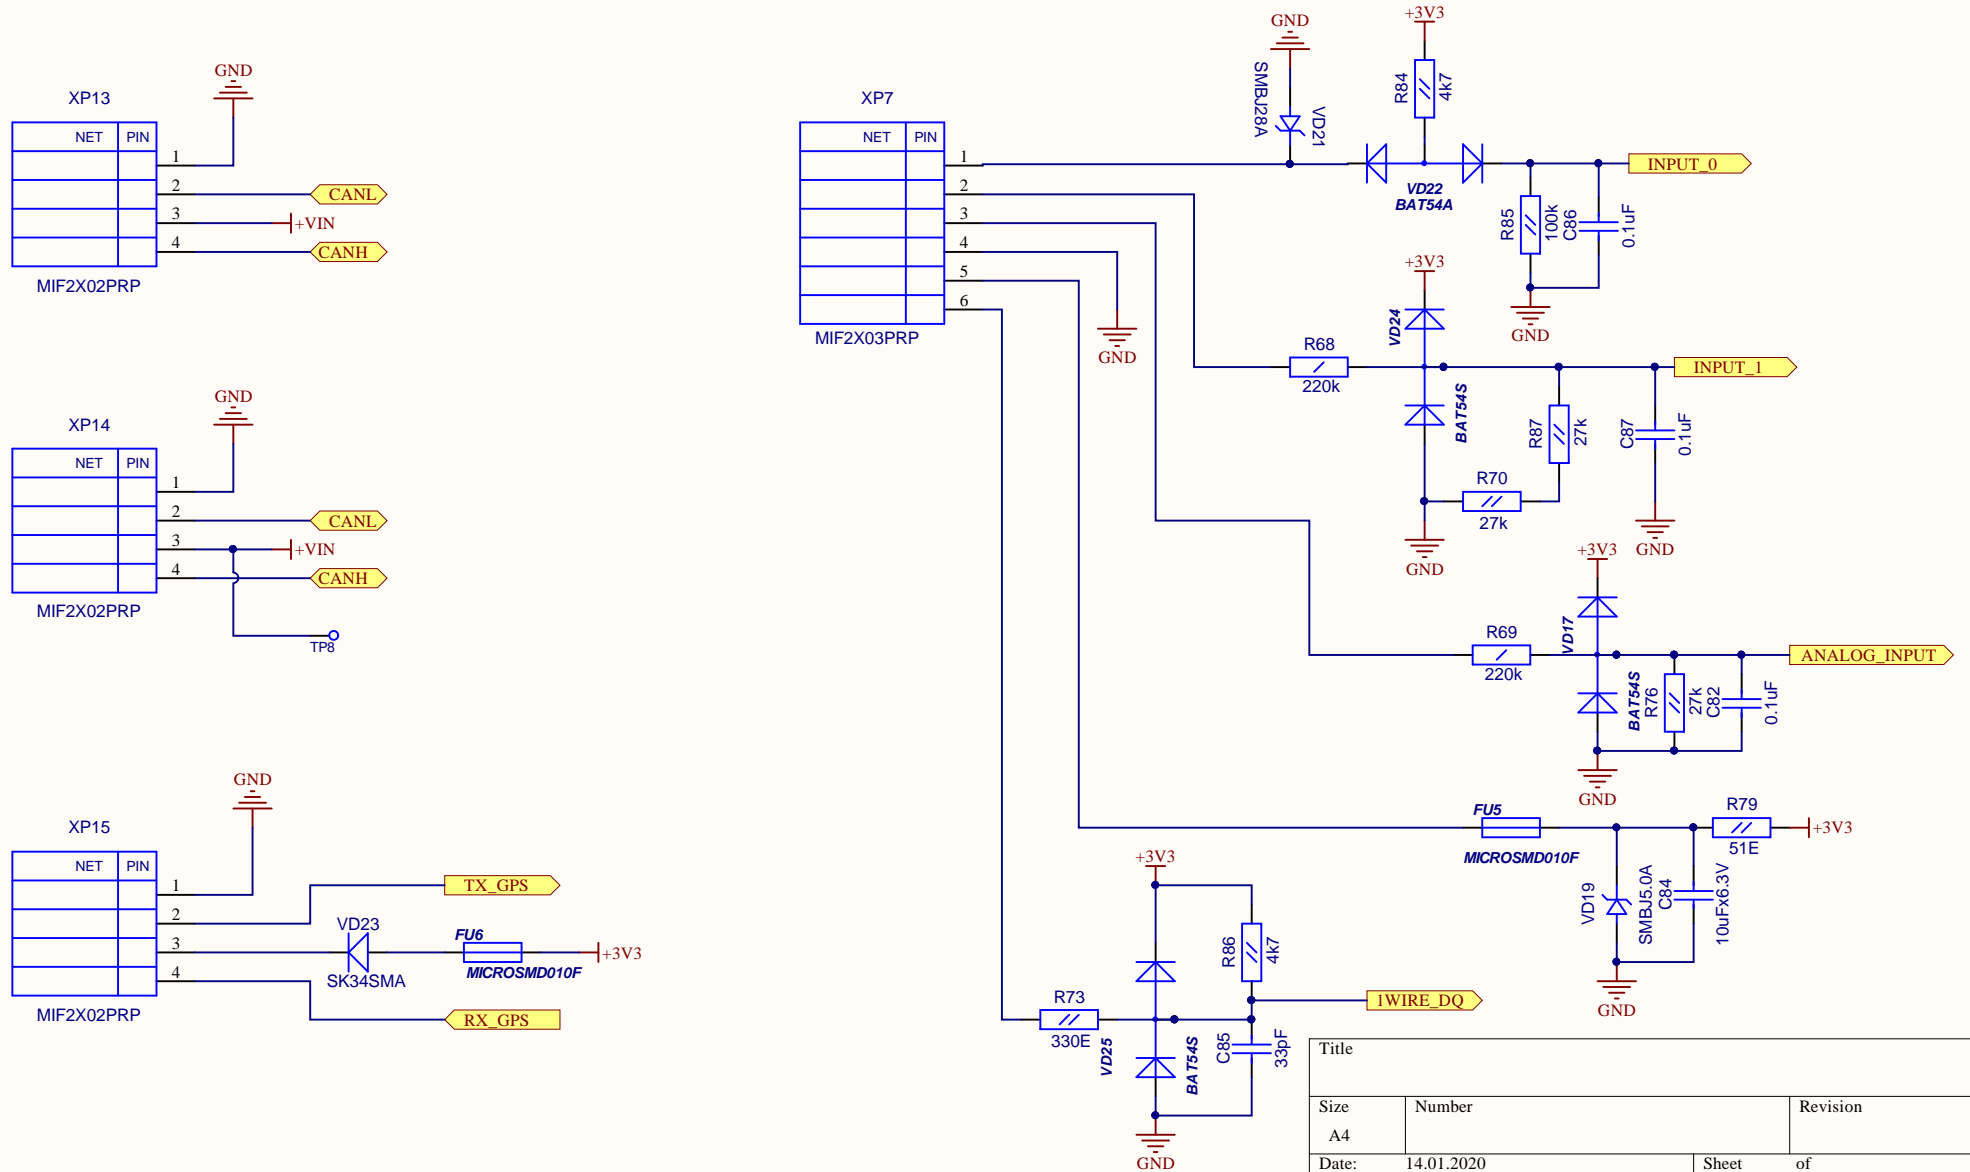 GND
XP13
NET PIN
1
2
3
4
CANL
+VIN
CANH
MIF2X02PRP
GND
XP14
NET PIN
1
2
3
4
CANL
+VIN
CANH
MIF2X02PRP
TP8
GND
XP15
NET PIN
1
2
3
4
TX_GPS
VD23
SK34SMA
FU6
MICROSMD010F
+3V3
RX_GPS
MIF2X02PRP
XP7
NET PIN
1
2
3
4
5
6
MIF2X03PRP
GND
GND
SMBJ28A
VD21
+3V3
R84
4k7
VD22
BAT54A
INPUT_0
R85
100k
C86
0.1uF
GND
+3V3
VD24
BAT54S
R68
220k
INPUT_1
R87
27k
C87
0.1uF
R70
27k
GND
GND
+3V3
VD17
BAT54S
R69
220k
ANALOG_INPUT
R76
27k
C82
0.1uF
GND
FU5
MICROSMD010F
R79
51E
+3V3
VD19
SMBJ5.0A
C84
10uFx6.3V
GND
+3V3
R86
4k7
1WIRE_DQ
R73
330E
VD25
BAT54S
C85
33pF
GND
Title
Size
Number
Revision
A4
Date:
14.01.2020
Sheet of